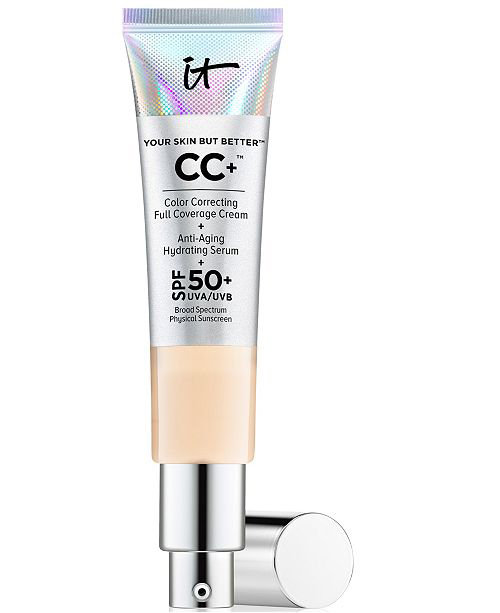 it
YOUR SKIN BUT BETTER™
CC+™
Color Correcting
Full Coverage Cream
+
Anti-Aging
Hydrating Serum
+
SPF 50+
UVA/UVB
Broad Spectrum
Physical Sunscreen